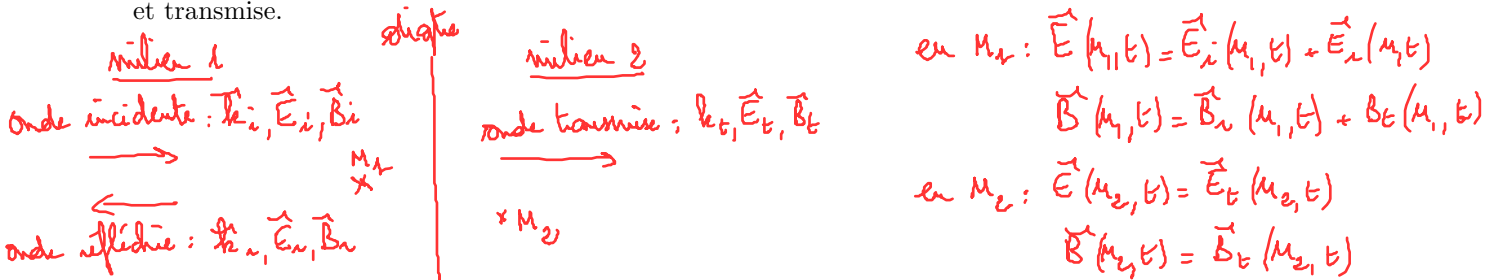 et transmise.
milieu 1
milieu 2
onde incidente : k⃗i, E⃗i, B⃗i
onde transmise : kt, E⃗t, B⃗t
M1
onde réfléchie : k⃗r, E⃗r, B⃗r
M2
en M1 : E⃗(M1,t) = E⃗i(M1,t) + E⃗r(M1,t)
B⃗(M1,t) = B⃗i(M1,t) + Bt(M1,t)
en M2 : E⃗(M2,t) = E⃗t(M2,t)
B⃗(M2,t) = B⃗t(M2,t)